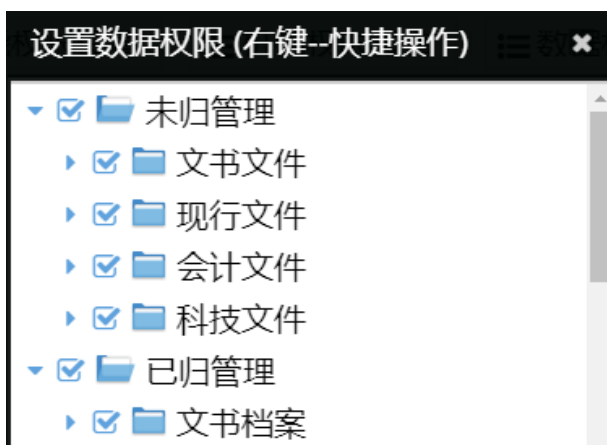 设置数据权限 (右键--快捷操作)
未归管理
文书文件
现行文件
会计文件
科技文件
已归管理
文书档案